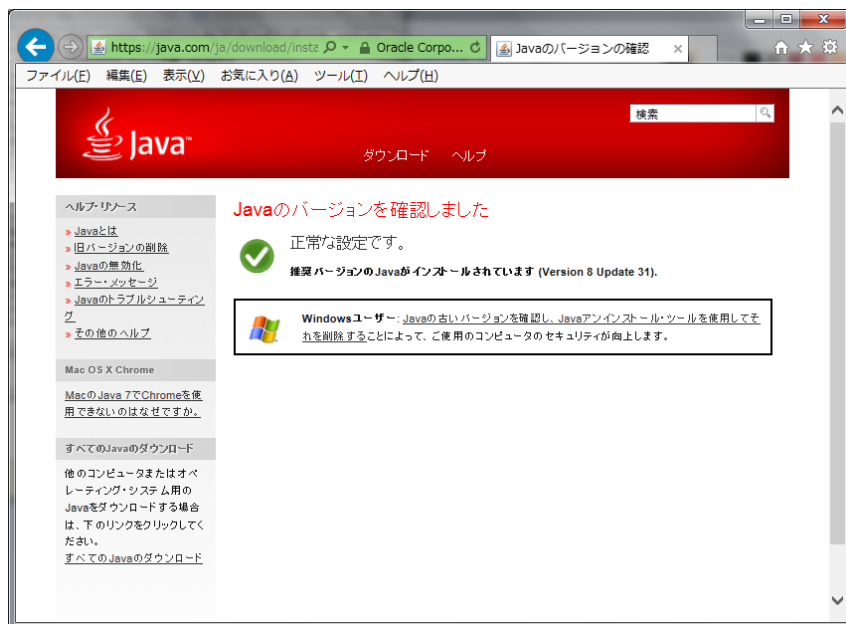 https://java.com/ja/download/insta
Oracle Corpo...
Javaのバージョンの確認
ファイル(F) 編集(E) 表示(V) お気に入り(A) ツール(T) ヘルプ(H)
検索
Java™
ダウンロード ヘルプ
ヘルプ・リソース
» Javaとは
» 旧バージョンの削除
» Javaの無効化
» エラー・メッセージ
» Javaのトラブルシューティン
グ
» その他のヘルプ
Mac OS X Chrome
MacのJava 7でChromeを使
用できないのはなぜですか。
すべてのJavaのダウンロード
他のコンピュータまたはオペ
レーティング・システム用の
Javaをダウンロードする場合
は、下のリンクをクリックしてく
ださい。
すべてのJavaのダウンロード
Javaのバージョンを確認しました
正常な設定です。
推奨バージョンのJavaがインストールされています (Version 8 Update 31).
Windowsユーザー: Javaの古いバージョンを確認し、Javaアンインストール・ツールを使用してそ
れを削除することによって、ご使用のコンピュータのセキュリティが向上します。